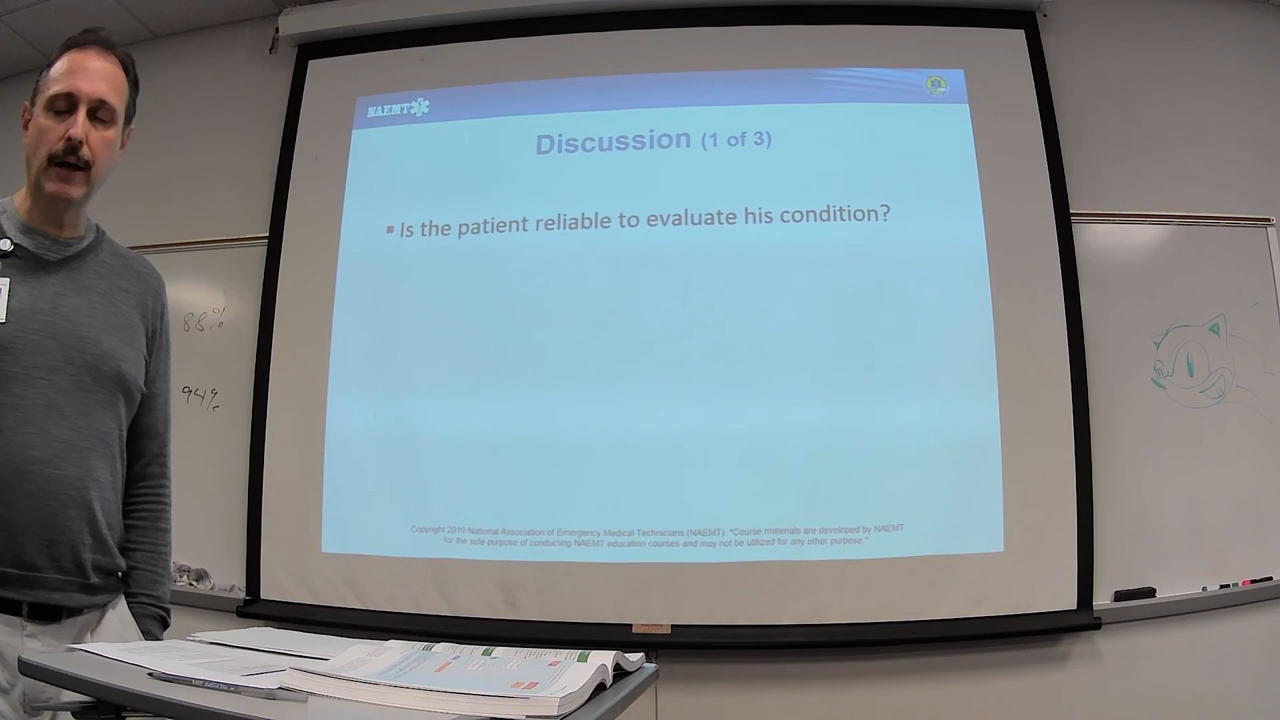 NAEMT
Discussion (1 of 3)
▪ Is the patient reliable to evaluate his condition?
88%
94%
Copyright 2019 National Association of Emergency Medical Technicians (NAEMT). "Course materials are developed by NAEMT
for the sole purpose of conducting NAEMT education courses and may not be utilized for any other purpose."